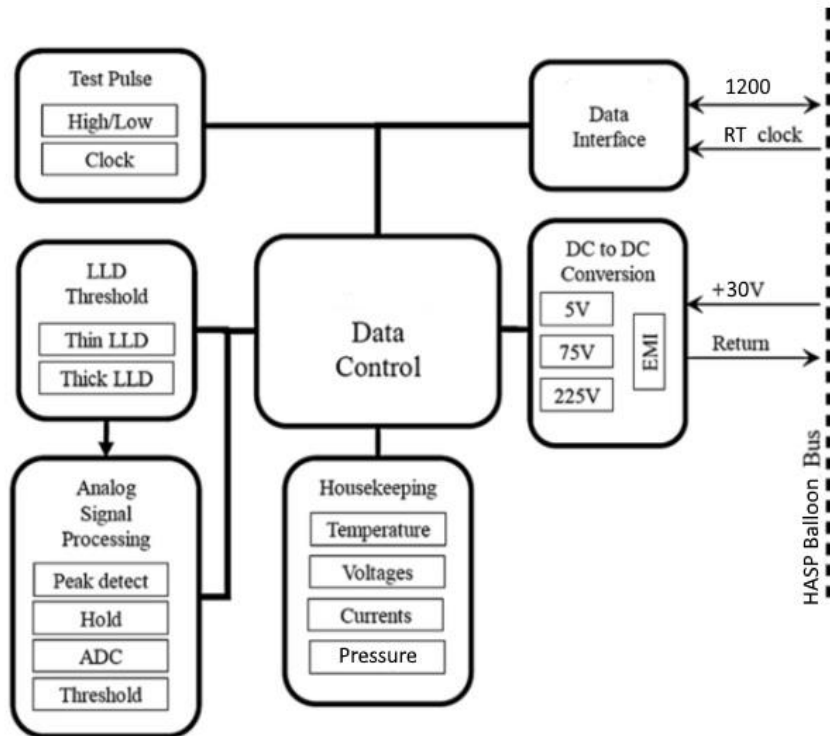 Test Pulse
High/Low
Clock
Data
Interface
1200
RT clock
LLD
Threshold
Thin LLD
Thick LLD
Data
Control
DC to DC
Conversion
5V
75V
225V
EMI
+30V
Return
Analog
Signal
Processing
Peak detect
Hold
ADC
Threshold
Housekeeping
Temperature
Voltages
Currents
Pressure
HASP Balloon Bus